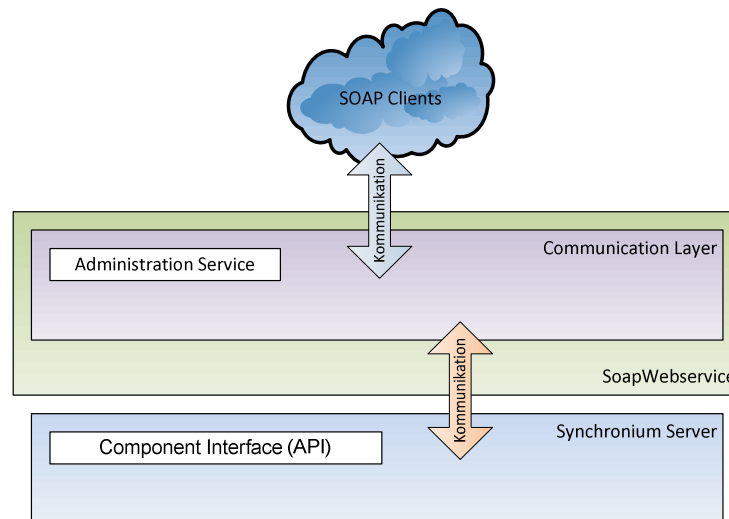 SOAP Clients
Kommunikation
Communication Layer
Administration Service
Kommunikation
SoapWebservice
Synchronium Server
Component Interface (API)